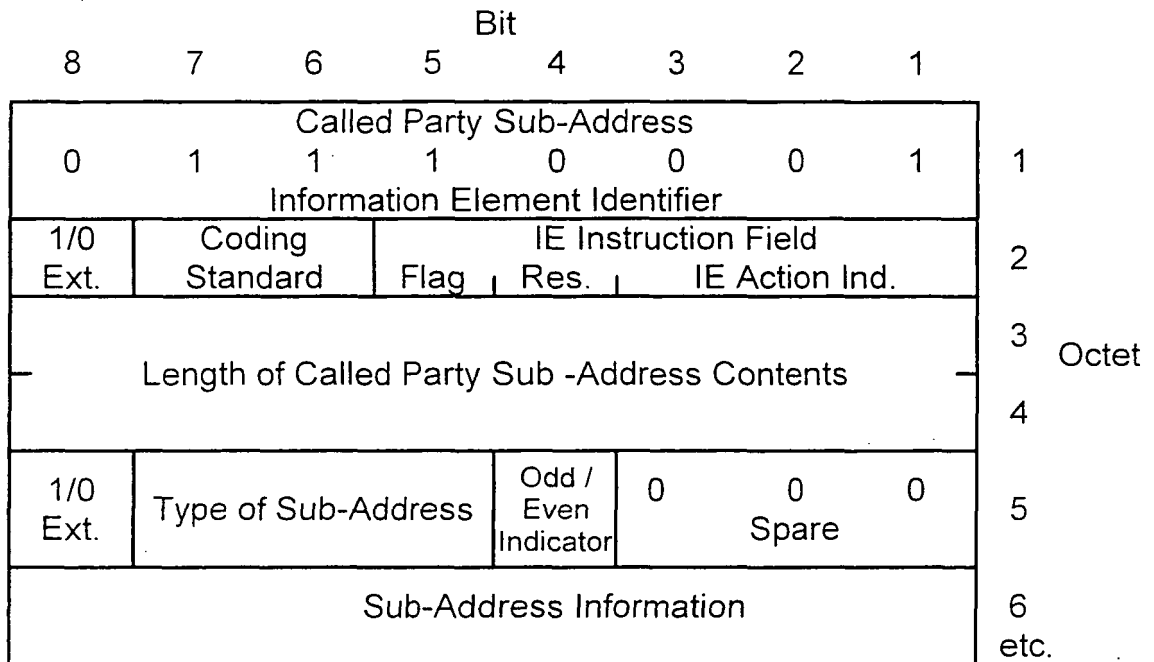 Bit
8 7 6 5 4 3 2 1
Called Party Sub-Address
0 1 1 1 0 0 0 1 1
Information Element Identifier
1/0 Coding IE Instruction Field
Ext. Standard Flag Res. IE Action Ind. 2
3
Length of Called Party Sub -Address Contents Octet
4
1/0 Type of Sub-Address Odd / 0 0 0 5
Ext. Even Spare
Indicator
Sub-Address Information 6
etc.